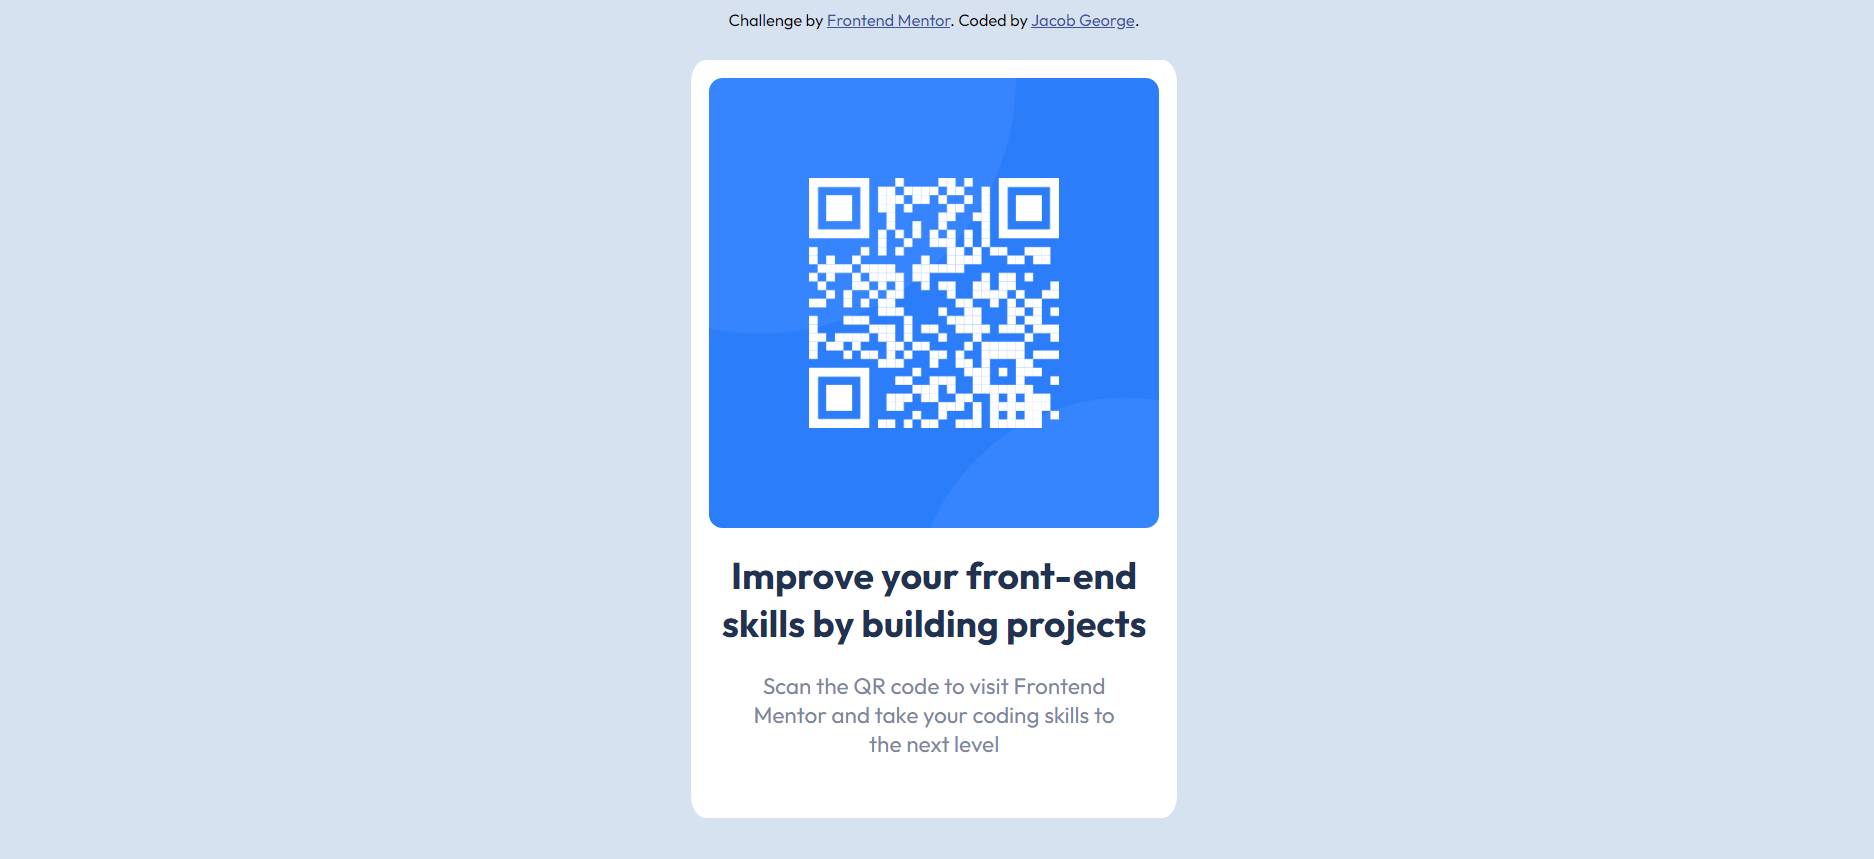 Challenge by Frontend Mentor. Coded by Jacob George.
Improve your front-end
skills by building projects
Scan the QR code to visit Frontend
Mentor and take your coding skills to
the next level